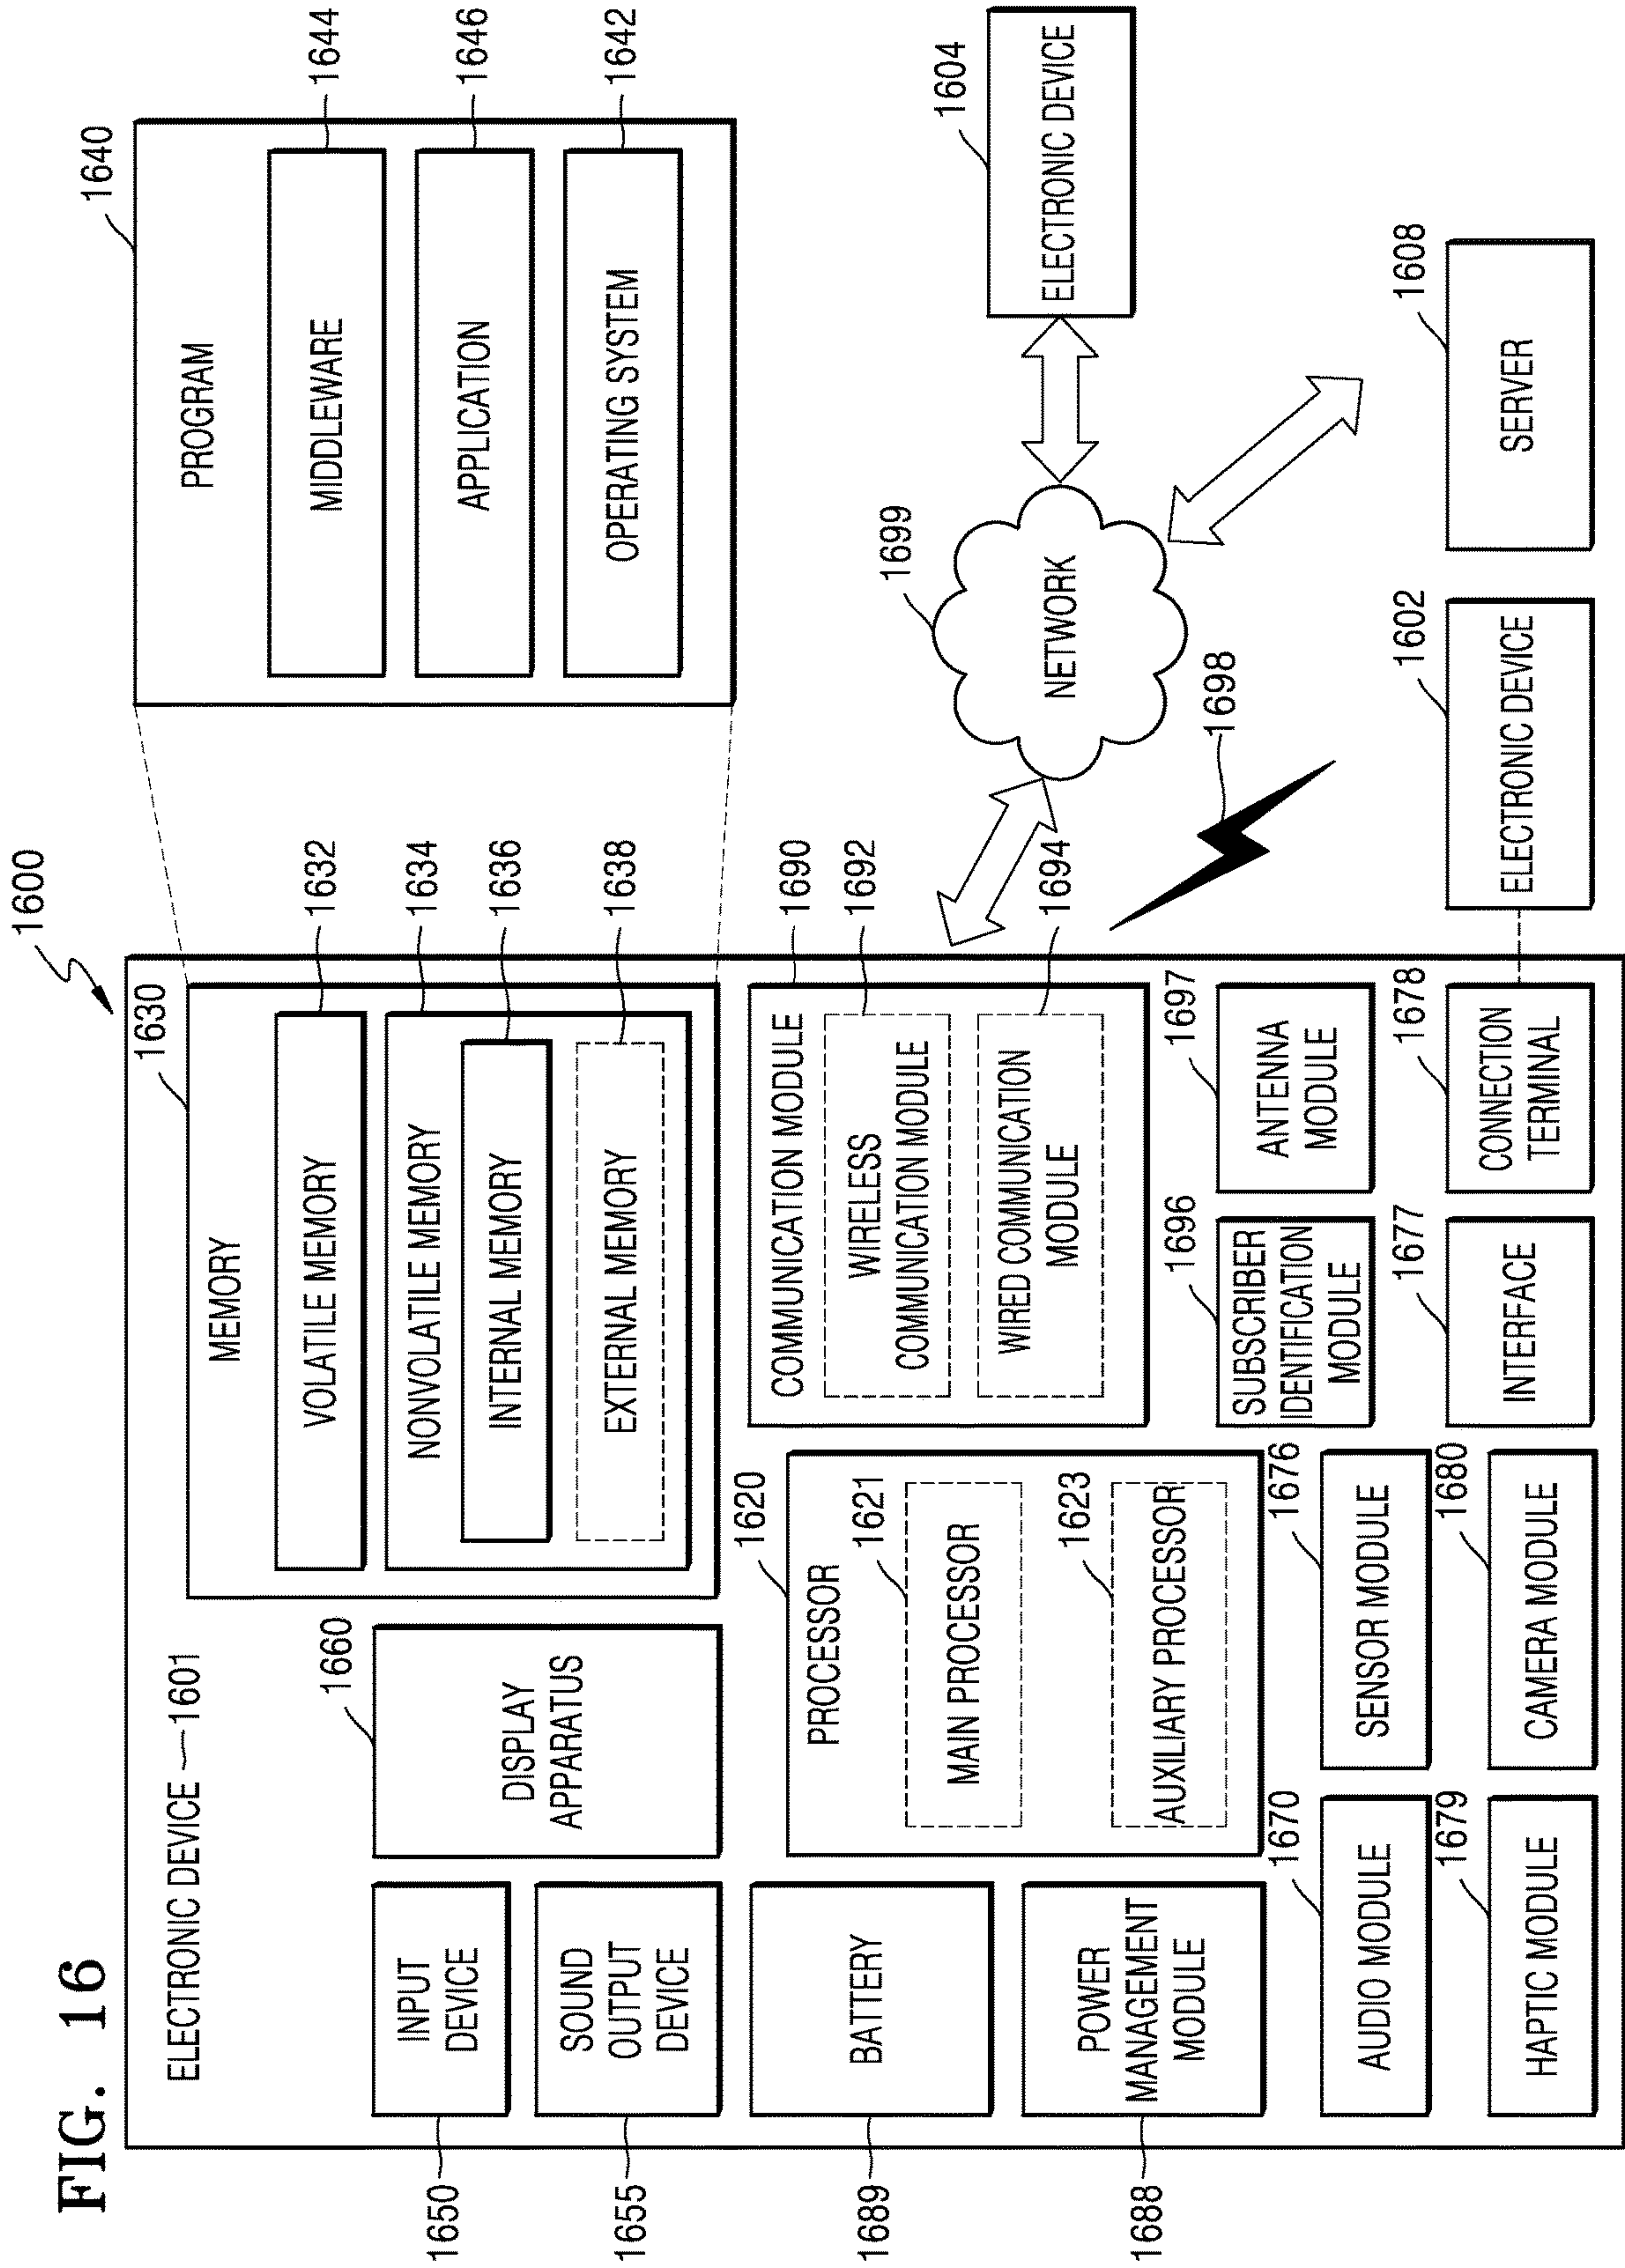 FIG. 16
1600
ELECTRONIC DEVICE 1601
1650
INPUT
DEVICE
1655
SOUND
OUTPUT
DEVICE
1660
DISPLAY
APPARATUS
1630
MEMORY
VOLATILE MEMORY
1632
NONVOLATILE MEMORY
1634
INTERNAL MEMORY
1636
EXTERNAL MEMORY
1638
1640
PROGRAM
MIDDLEWARE
1644
APPLICATION
1646
OPERATING SYSTEM
1642
1689
BATTERY
1688
POWER
MANAGEMENT
MODULE
1620
PROCESSOR
1621
MAIN PROCESSOR
1623
AUXILIARY PROCESSOR
1690
COMMUNICATION MODULE
1692
WIRELESS
COMMUNICATION MODULE
1694
WIRED COMMUNICATION
MODULE
1699
NETWORK
1604
ELECTRONIC DEVICE
1698
1670
AUDIO MODULE
1676
SENSOR MODULE
1696
SUBSCRIBER
IDENTIFICATION
MODULE
1697
ANTENNA
MODULE
1679
HAPTIC MODULE
1680
CAMERA MODULE
1677
INTERFACE
1678
CONNECTION
TERMINAL
1602
ELECTRONIC DEVICE
1608
SERVER